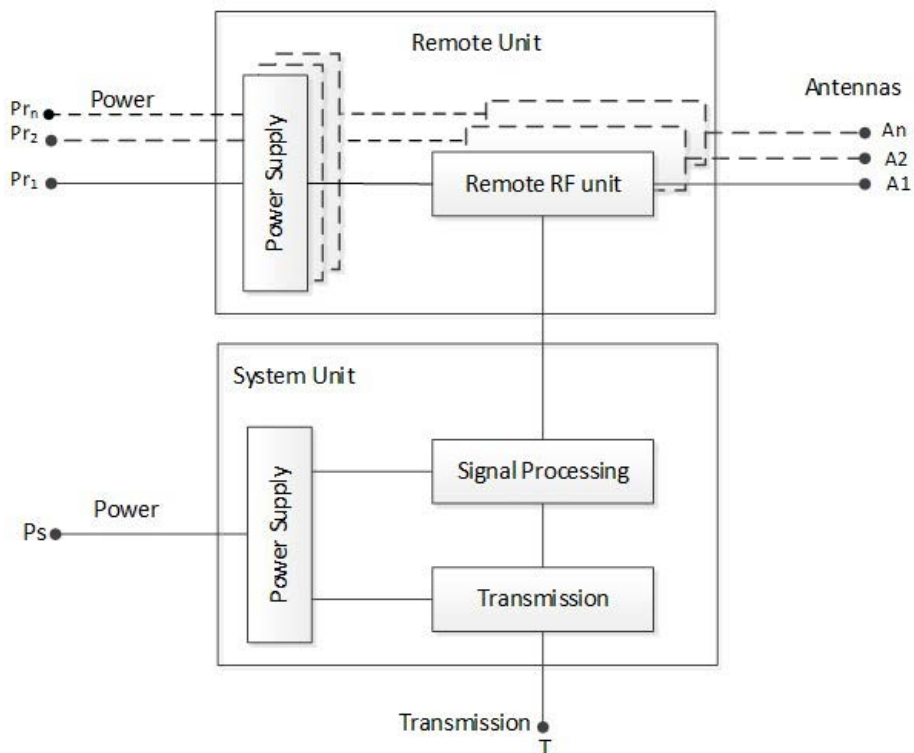 Remote Unit
Antennas
Power
Prn
Pr2
Pr1
Power Supply
Remote RF unit
An
A2
A1
System Unit
Power Supply
Signal Processing
Power
Ps
Transmission
Transmission
T